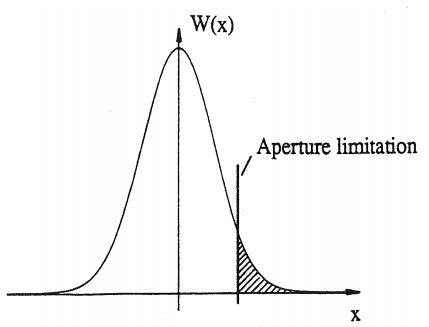 W(x)
Aperture limitation
x